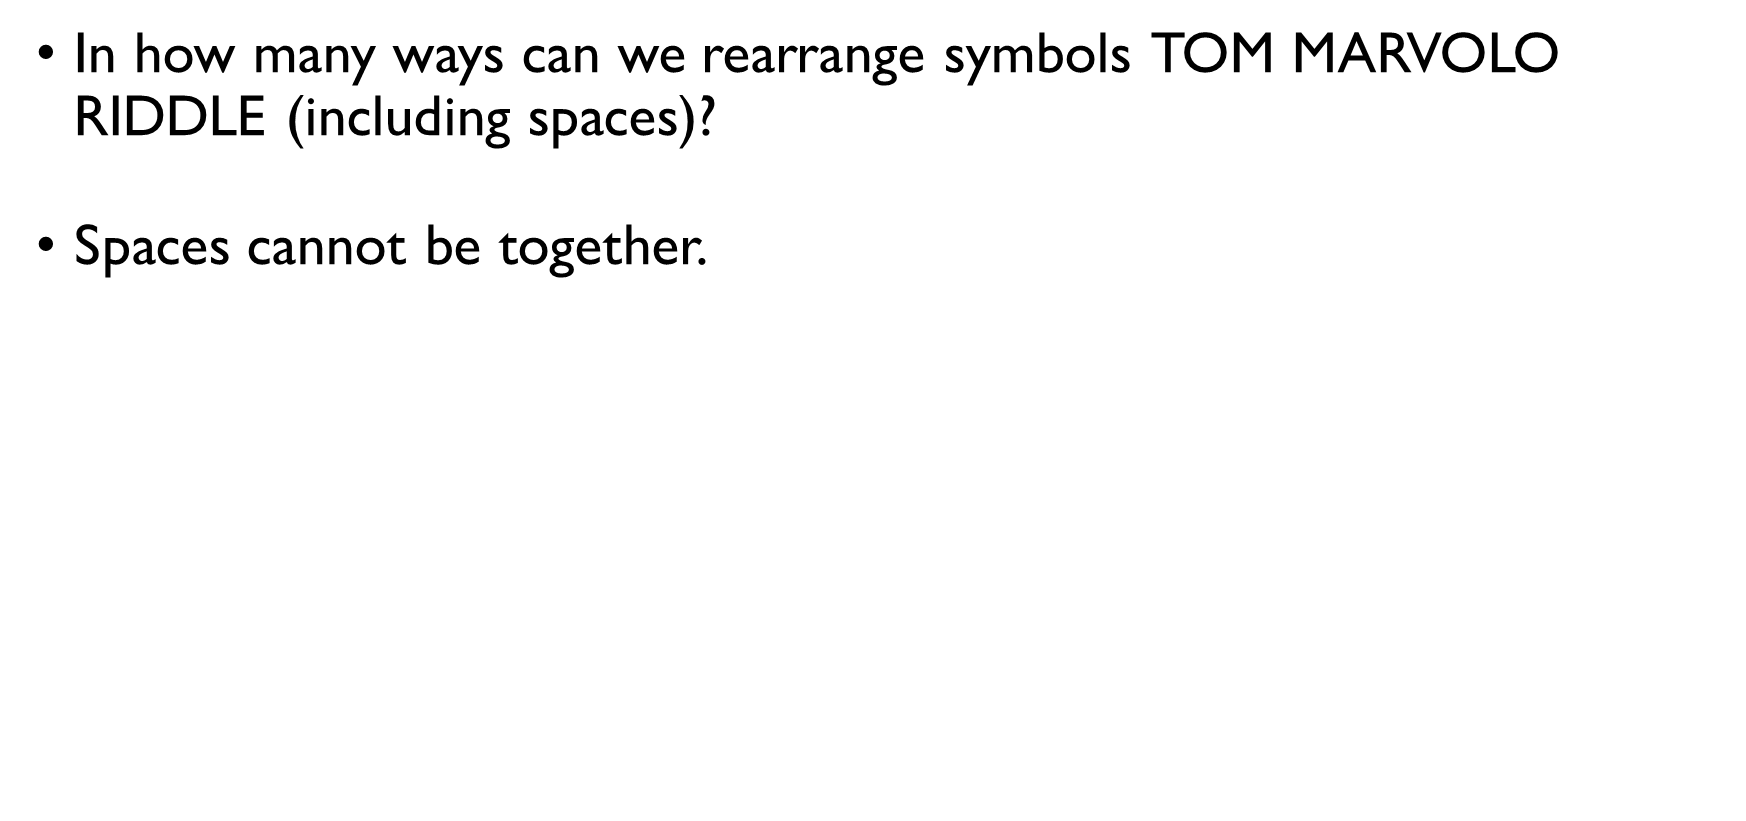 • In how many ways can we rearrange symbols TOM MARVOLO
RIDDLE (including spaces)?
• Spaces cannot be together.